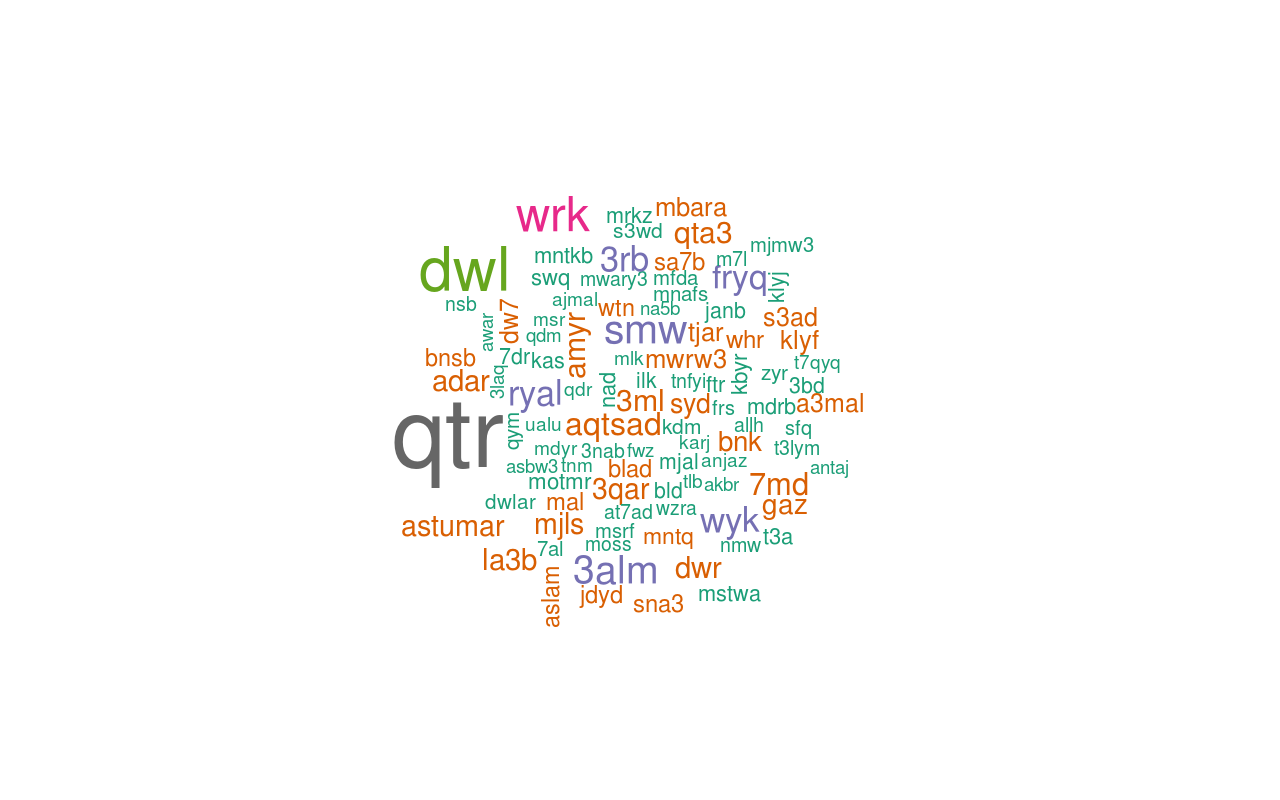 wrk
mrkz
mbara
s3wd
qta3
mjmw3
dwl
mntkb
3rb
sa7b
m7l
swq
mwary3
mfda
fryq
klyj
nsb
ajmal
mnafs
dw7
wtn
na5b
janb
s3ad
awar
msr
qdm
amyr
smw
tjar
whr
klyf
bnsb
7dr
kas
mlk
mwrw3
kbyr
t7qyq
adar
3laq
ryal
qdr
nad
ilk
tnfyi
ftr
zyr
3bd
3ml
syd
frs
mdrb
a3mal
qtr
qym
ualu
aqtsad
kdm
allh
sfq
mdyr
3nab
fwz
karj
bnk
t3lym
asbw3
tnm
blad
mjal
anjaz
antaj
motmr
3qar
bld
tlb
akbr
7md
dwlar
mal
at7ad
wzra
gaz
astumar
mjls
msrf
mntq
wyk
t3a
la3b
7al
moss
nmw
aslam
3alm
dwr
jdyd
sna3
mstwa